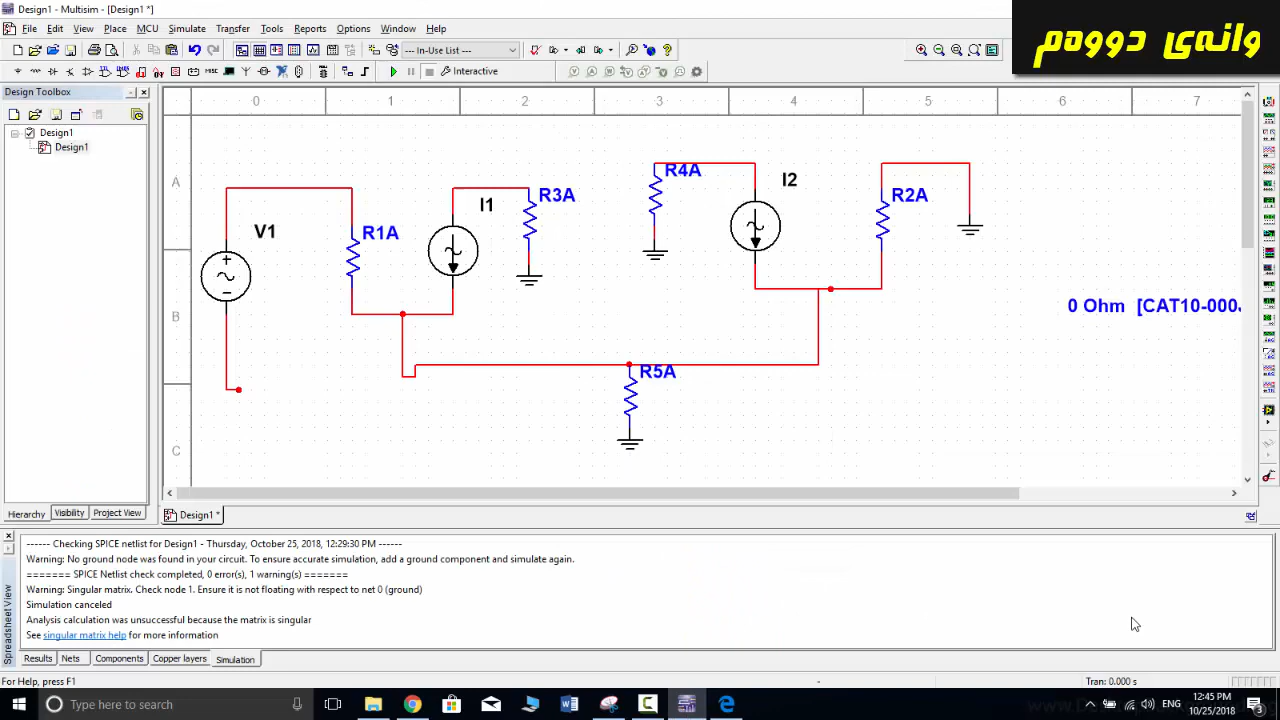 Design1 - Multisim - [Design1 *]
وانەی دووەم
File Edit View Place MCU Simulate Transfer Tools Reports Options Window Help
--- In-Use List ---
Interactive
Design Toolbox
Design1
Design1
0 1 2 3 4 5 6 7
A
B
C
V1
R1A
I1
R3A
R4A
I2
R2A
0 Ohm [CAT10-000J
R5A
Hierarchy Visibility Project View
Design1 *
------ Checking SPICE netlist for Design1 - Thursday, October 25, 2018, 12:29:30 PM ------
Warning: No ground node was found in your circuit. To ensure accurate simulation, add a ground component and simulate again.
======= SPICE Netlist check completed, 0 error(s), 1 warning(s) =======
Warning: Singular matrix. Check node 1. Ensure it is not floating with respect to net 0 (ground)
Simulation canceled
Analysis calculation was unsuccessful because the matrix is singular
See singular matrix help for more information
Spreadsheet View
Results Nets Components Copper layers Simulation
For Help, press F1
-
Tran: 0.000 s
Type here to search
ENG
12:45 PM
10/25/2018